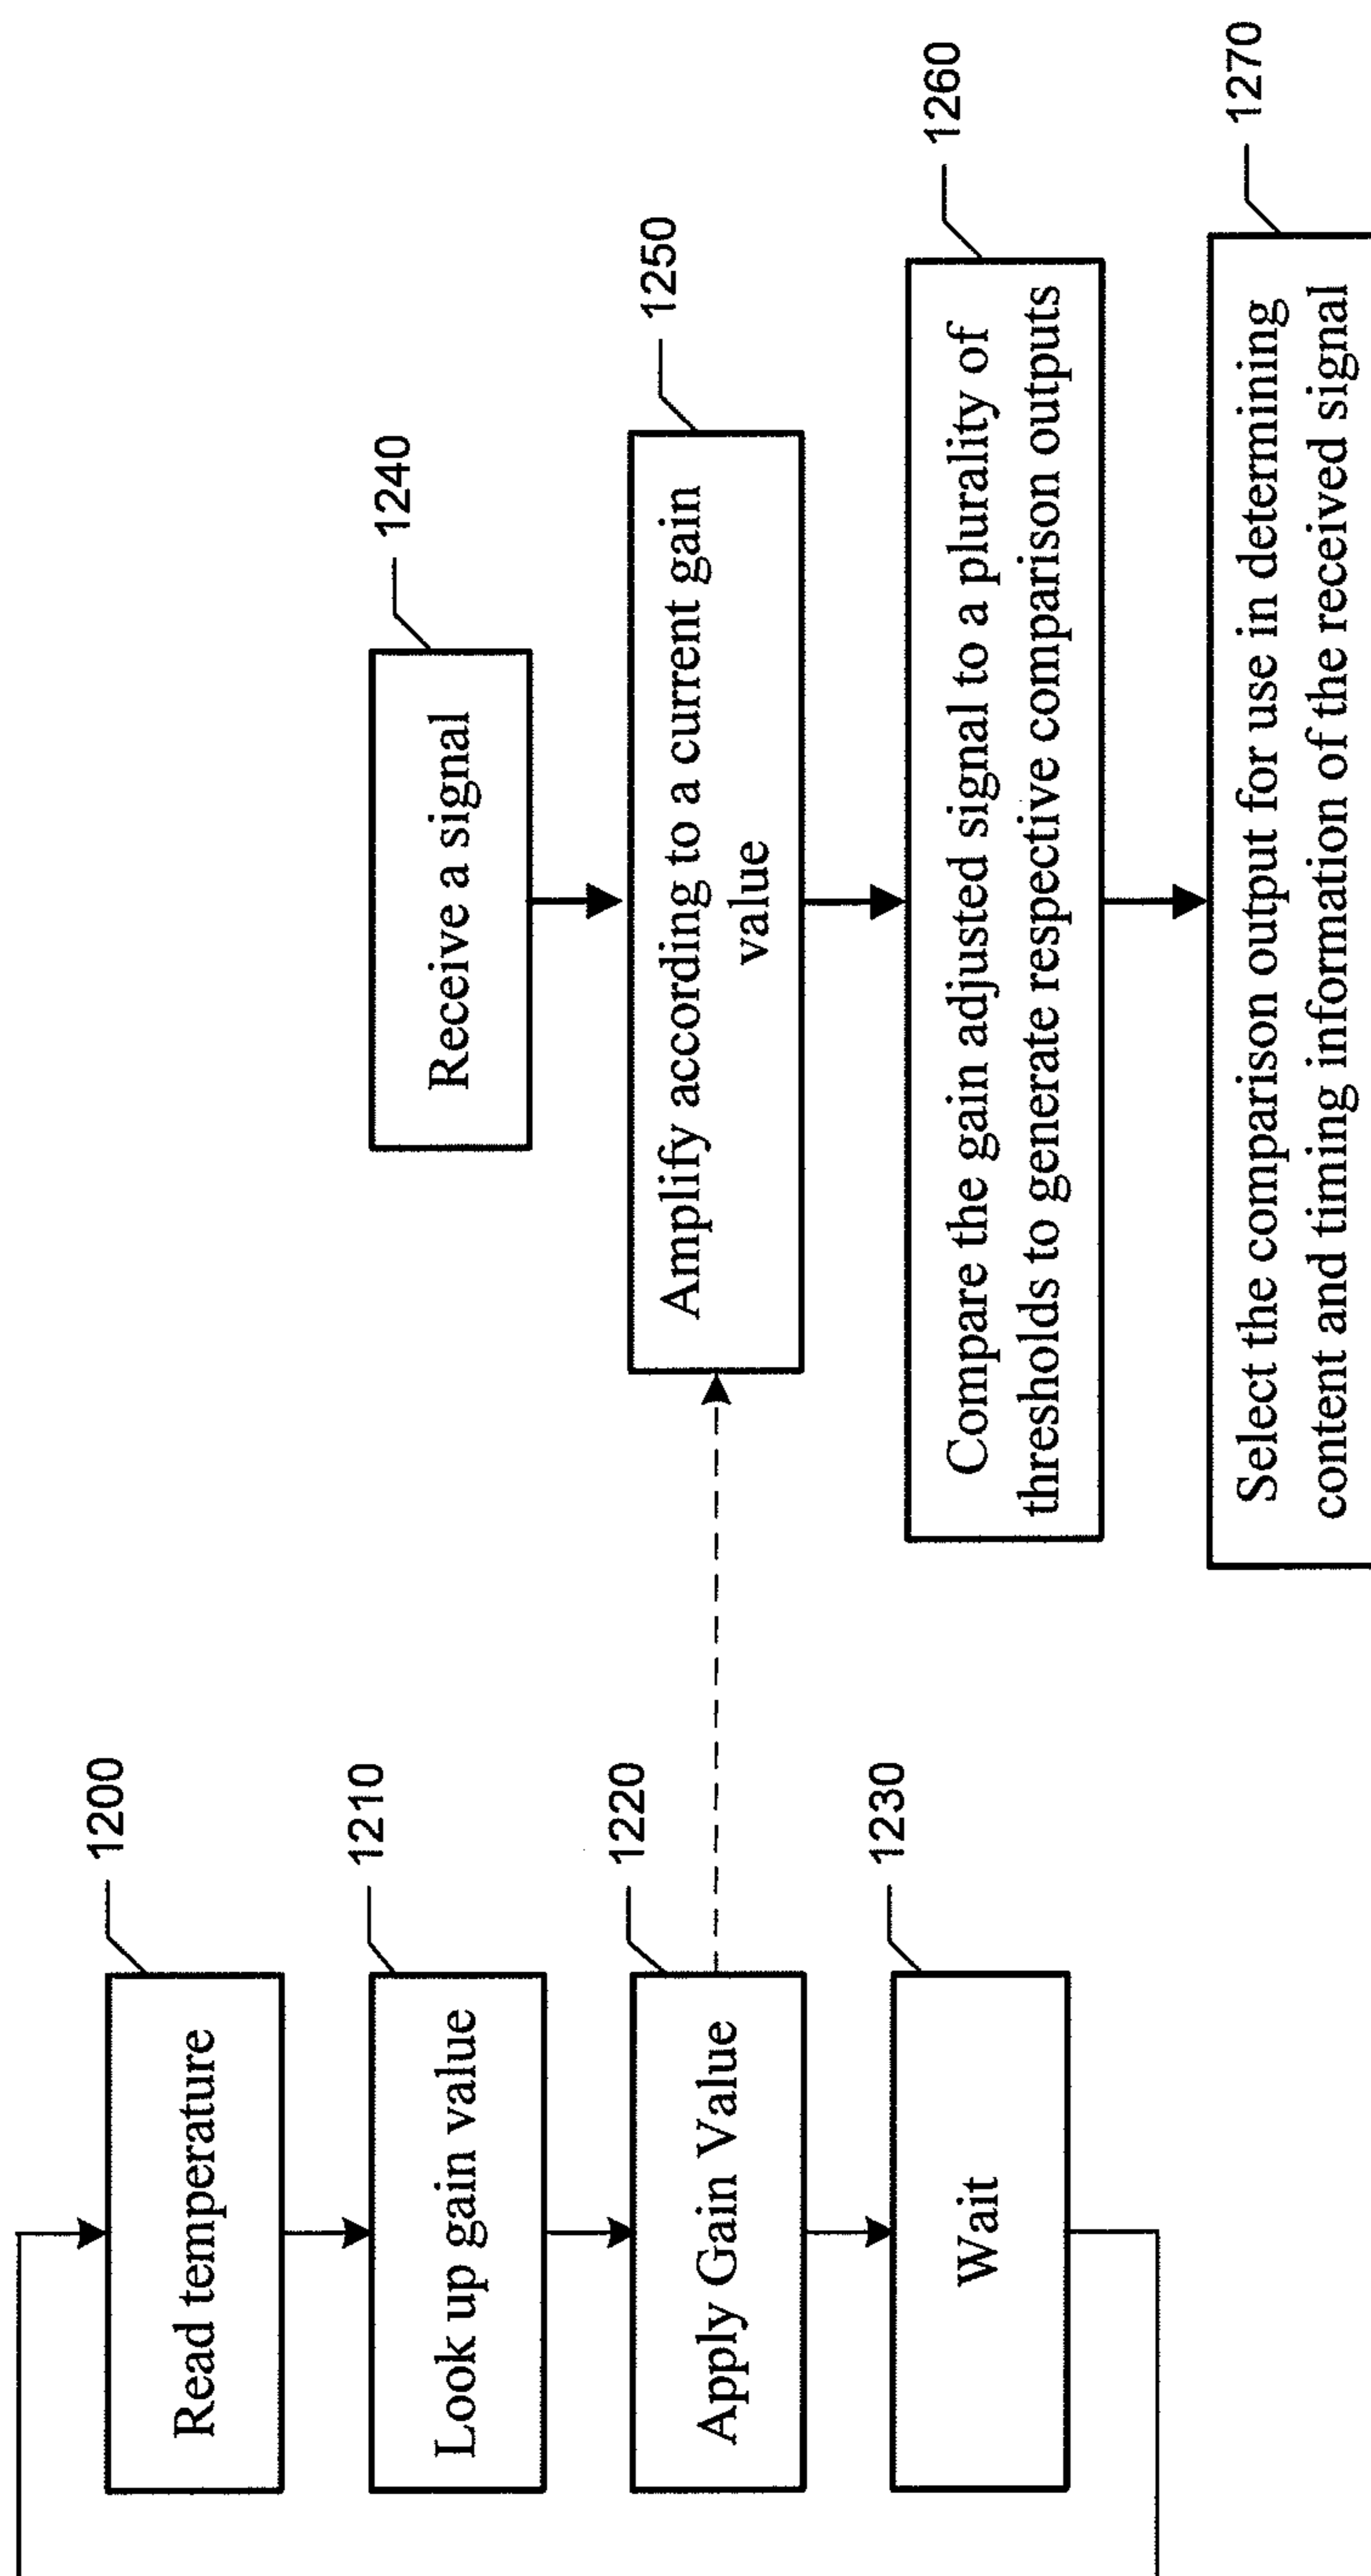 1200
Read temperature
1210
Look up gain value
1220
Apply Gain Value
1230
Wait
1240
Receive a signal
1250
Amplify according to a current gain
value
1260
Compare the gain adjusted signal to a plurality of
thresholds to generate respective comparison outputs
1270
Select the comparison output for use in determining
content and timing information of the received signal